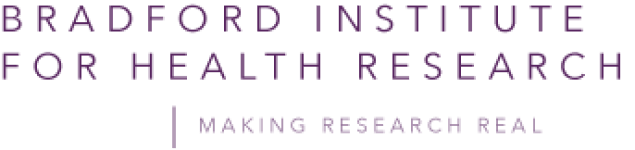 BRADFORD INSTITUTE
FOR HEALTH RESEARCH
MAKING RESEARCH REAL